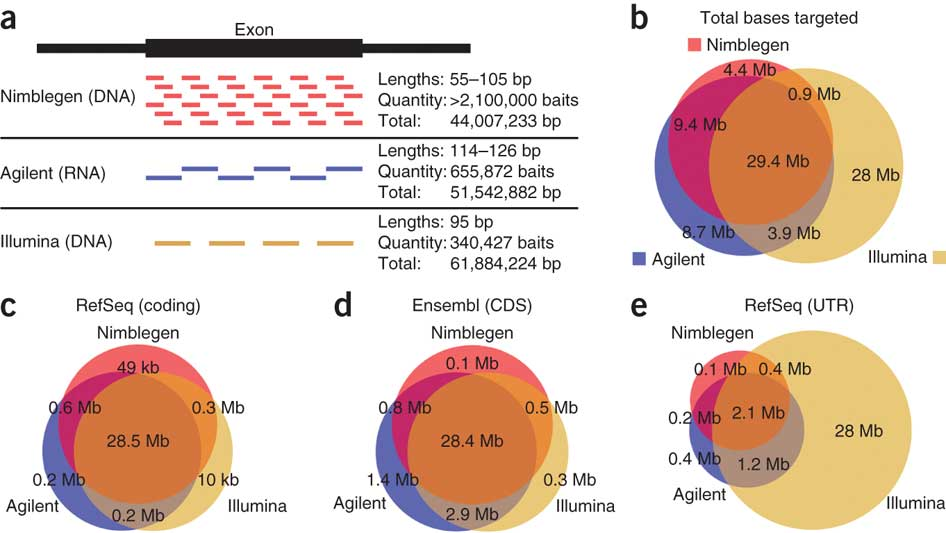 a
Exon
Nimblegen (DNA)
Lengths: 55–105 bp
Quantity: >2,100,000 baits
Total: 44,007,233 bp
Agilent (RNA)
Lengths: 114–126 bp
Quantity: 655,872 baits
Total: 51,542,882 bp
Illumina (DNA)
Lengths: 95 bp
Quantity: 340,427 baits
Total: 61,884,224 bp
b
Total bases targeted
Nimblegen
4.4 Mb
0.9 Mb
9.4 Mb
29.4 Mb
28 Mb
8.7 Mb
3.9 Mb
Agilent
Illumina
c
RefSeq (coding)
Nimblegen
49 kb
0.6 Mb
0.3 Mb
28.5 Mb
0.2 Mb
10 kb
Agilent
Illumina
0.2 Mb
d
Ensembl (CDS)
Nimblegen
0.1 Mb
0.8 Mb
0.5 Mb
28.4 Mb
1.4 Mb
0.3 Mb
Agilent
Illumina
2.9 Mb
e
RefSeq (UTR)
Nimblegen
0.1 Mb
0.4 Mb
0.2 Mb
2.1 Mb
28 Mb
0.4 Mb
1.2 Mb
Agilent
Illumina